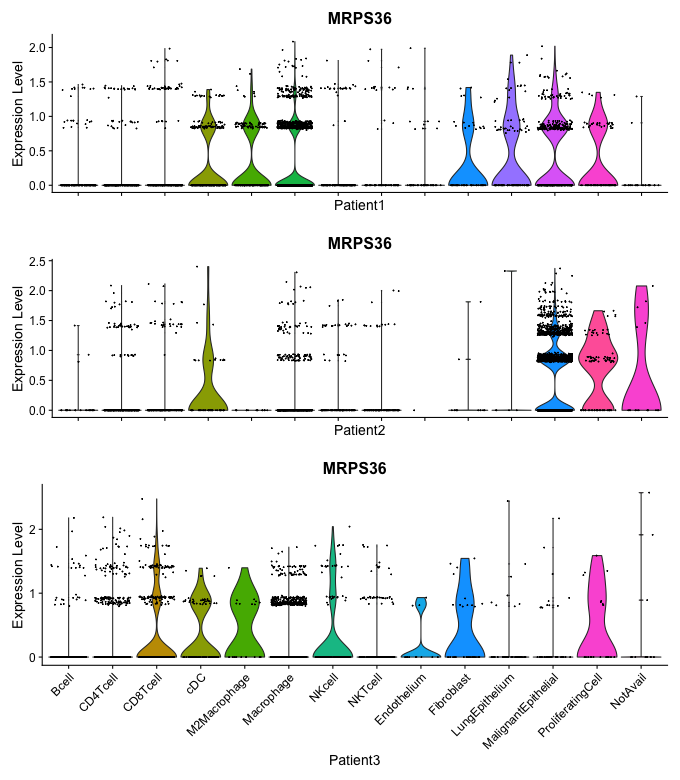 MRPS36
Expression Level
2.0
1.5
1.0
0.5
0.0
Patient1
MRPS36
Expression Level
2.5
2.0
1.5
1.0
0.5
0.0
Patient2
MRPS36
Expression Level
2
1
0
Bcell
CD4Tcell
CD8Tcell
cDC
M2Macrophage
Macrophage
NKcell
NKTcell
Endothelium
Fibroblast
LungEpithelium
MalignantEpithelial
ProliferatingCell
NotAvail
Patient3